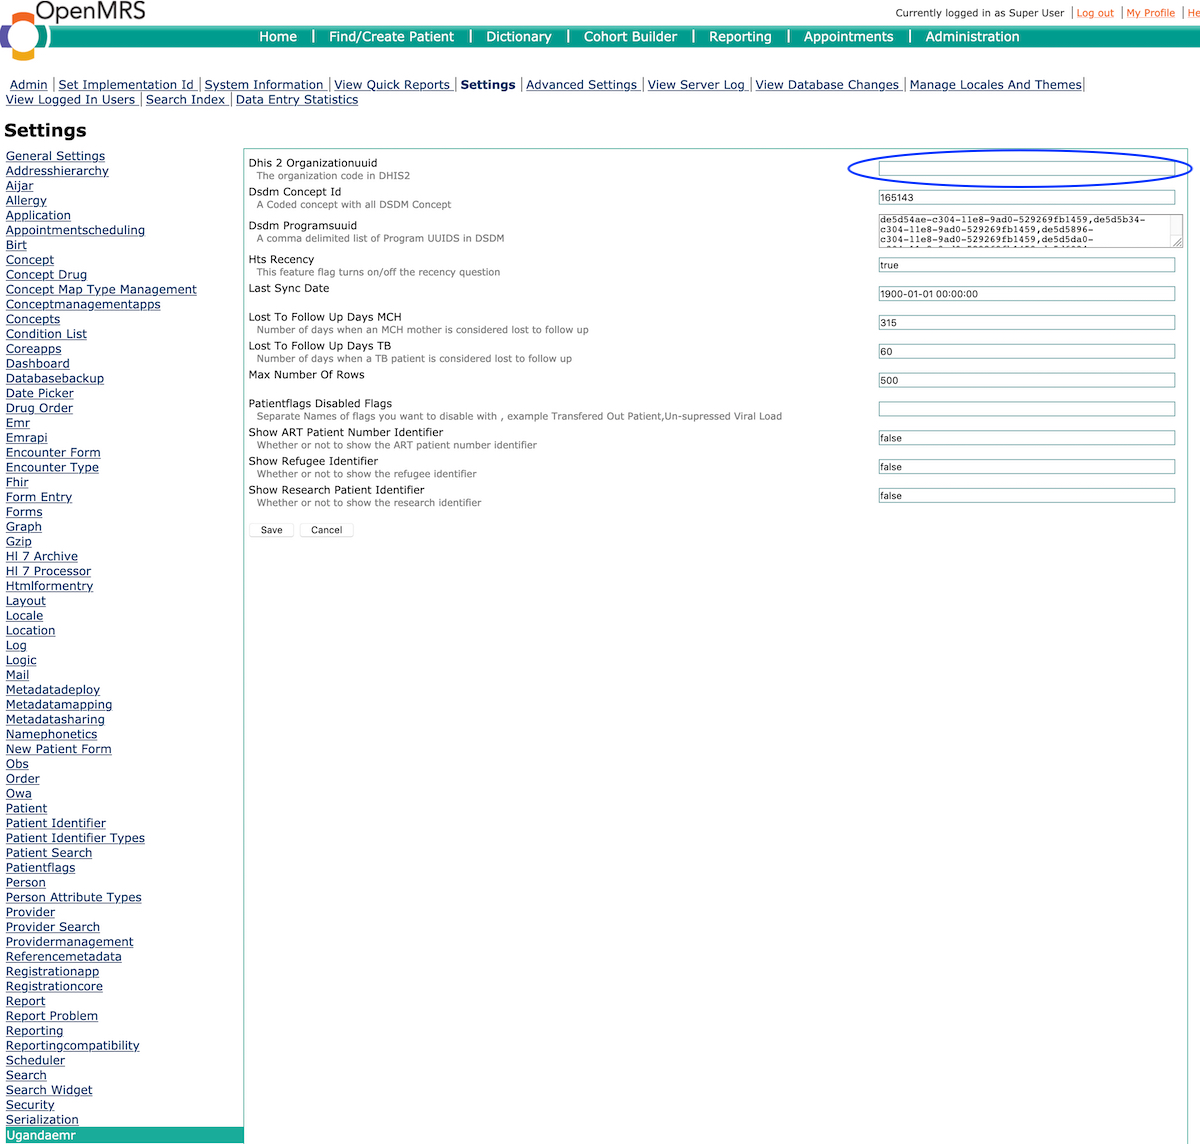 OpenMRS
Currently logged in as Super User | Log out | My Profile | He
Home | Find/Create Patient | Dictionary | Cohort Builder | Reporting | Appointments | Administration
Admin | Set Implementation Id | System Information | View Quick Reports | Settings | Advanced Settings | View Server Log | View Database Changes | Manage Locales And Themes|
View Logged In Users | Search Index | Data Entry Statistics
Settings
General Settings
Addresshierarchy
Aijar
Allergy
Application
Appointmentscheduling
Birt
Concept
Concept Drug
Concept Map Type Management
Conceptmanagementapps
Concepts
Condition List
Coreapps
Dashboard
Databasebackup
Date Picker
Drug Order
Emr
Emrapi
Encounter Form
Encounter Type
Fhir
Form Entry
Forms
Graph
Gzip
Hl 7 Archive
Hl 7 Processor
Htmlformentry
Layout
Locale
Location
Log
Logic
Mail
Metadatadeploy
Metadatamapping
Metadatasharing
Namephonetics
New Patient Form
Obs
Order
Owa
Patient
Patient Identifier
Patient Identifier Types
Patient Search
Patientflags
Person
Person Attribute Types
Provider
Provider Search
Providermanagement
Referencemetadata
Registrationapp
Registrationcore
Report
Report Problem
Reporting
Reportingcompatibility
Scheduler
Search
Search Widget
Security
Serialization
Ugandaemr
Dhis 2 Organizationuuid
The organization code in DHIS2
Dsdm Concept Id
A Coded concept with all DSDM Concept
165143
Dsdm Programsuuid
A comma delimited list of Program UUIDS in DSDM
de5d54ae-c304-11e8-9ad0-529269fb1459,de5d5b34-
c304-11e8-9ad0-529269fb1459,de5d5896-
c304-11e8-9ad0-529269fb1459,de5d5da0-
Hts Recency
This feature flag turns on/off the recency question
true
Last Sync Date
1900-01-01 00:00:00
Lost To Follow Up Days MCH
Number of days when an MCH mother is considered lost to follow up
315
Lost To Follow Up Days TB
Number of days when a TB patient is considered lost to follow up
60
Max Number Of Rows
500
Patientflags Disabled Flags
Separate Names of flags you want to disable with , example Transfered Out Patient,Un-supressed Viral Load
Show ART Patient Number Identifier
Whether or not to show the ART patient number identifier
false
Show Refugee Identifier
Whether or not to show the refugee identifier
false
Show Research Patient Identifier
Whether or not to show the research identifier
false
Save Cancel